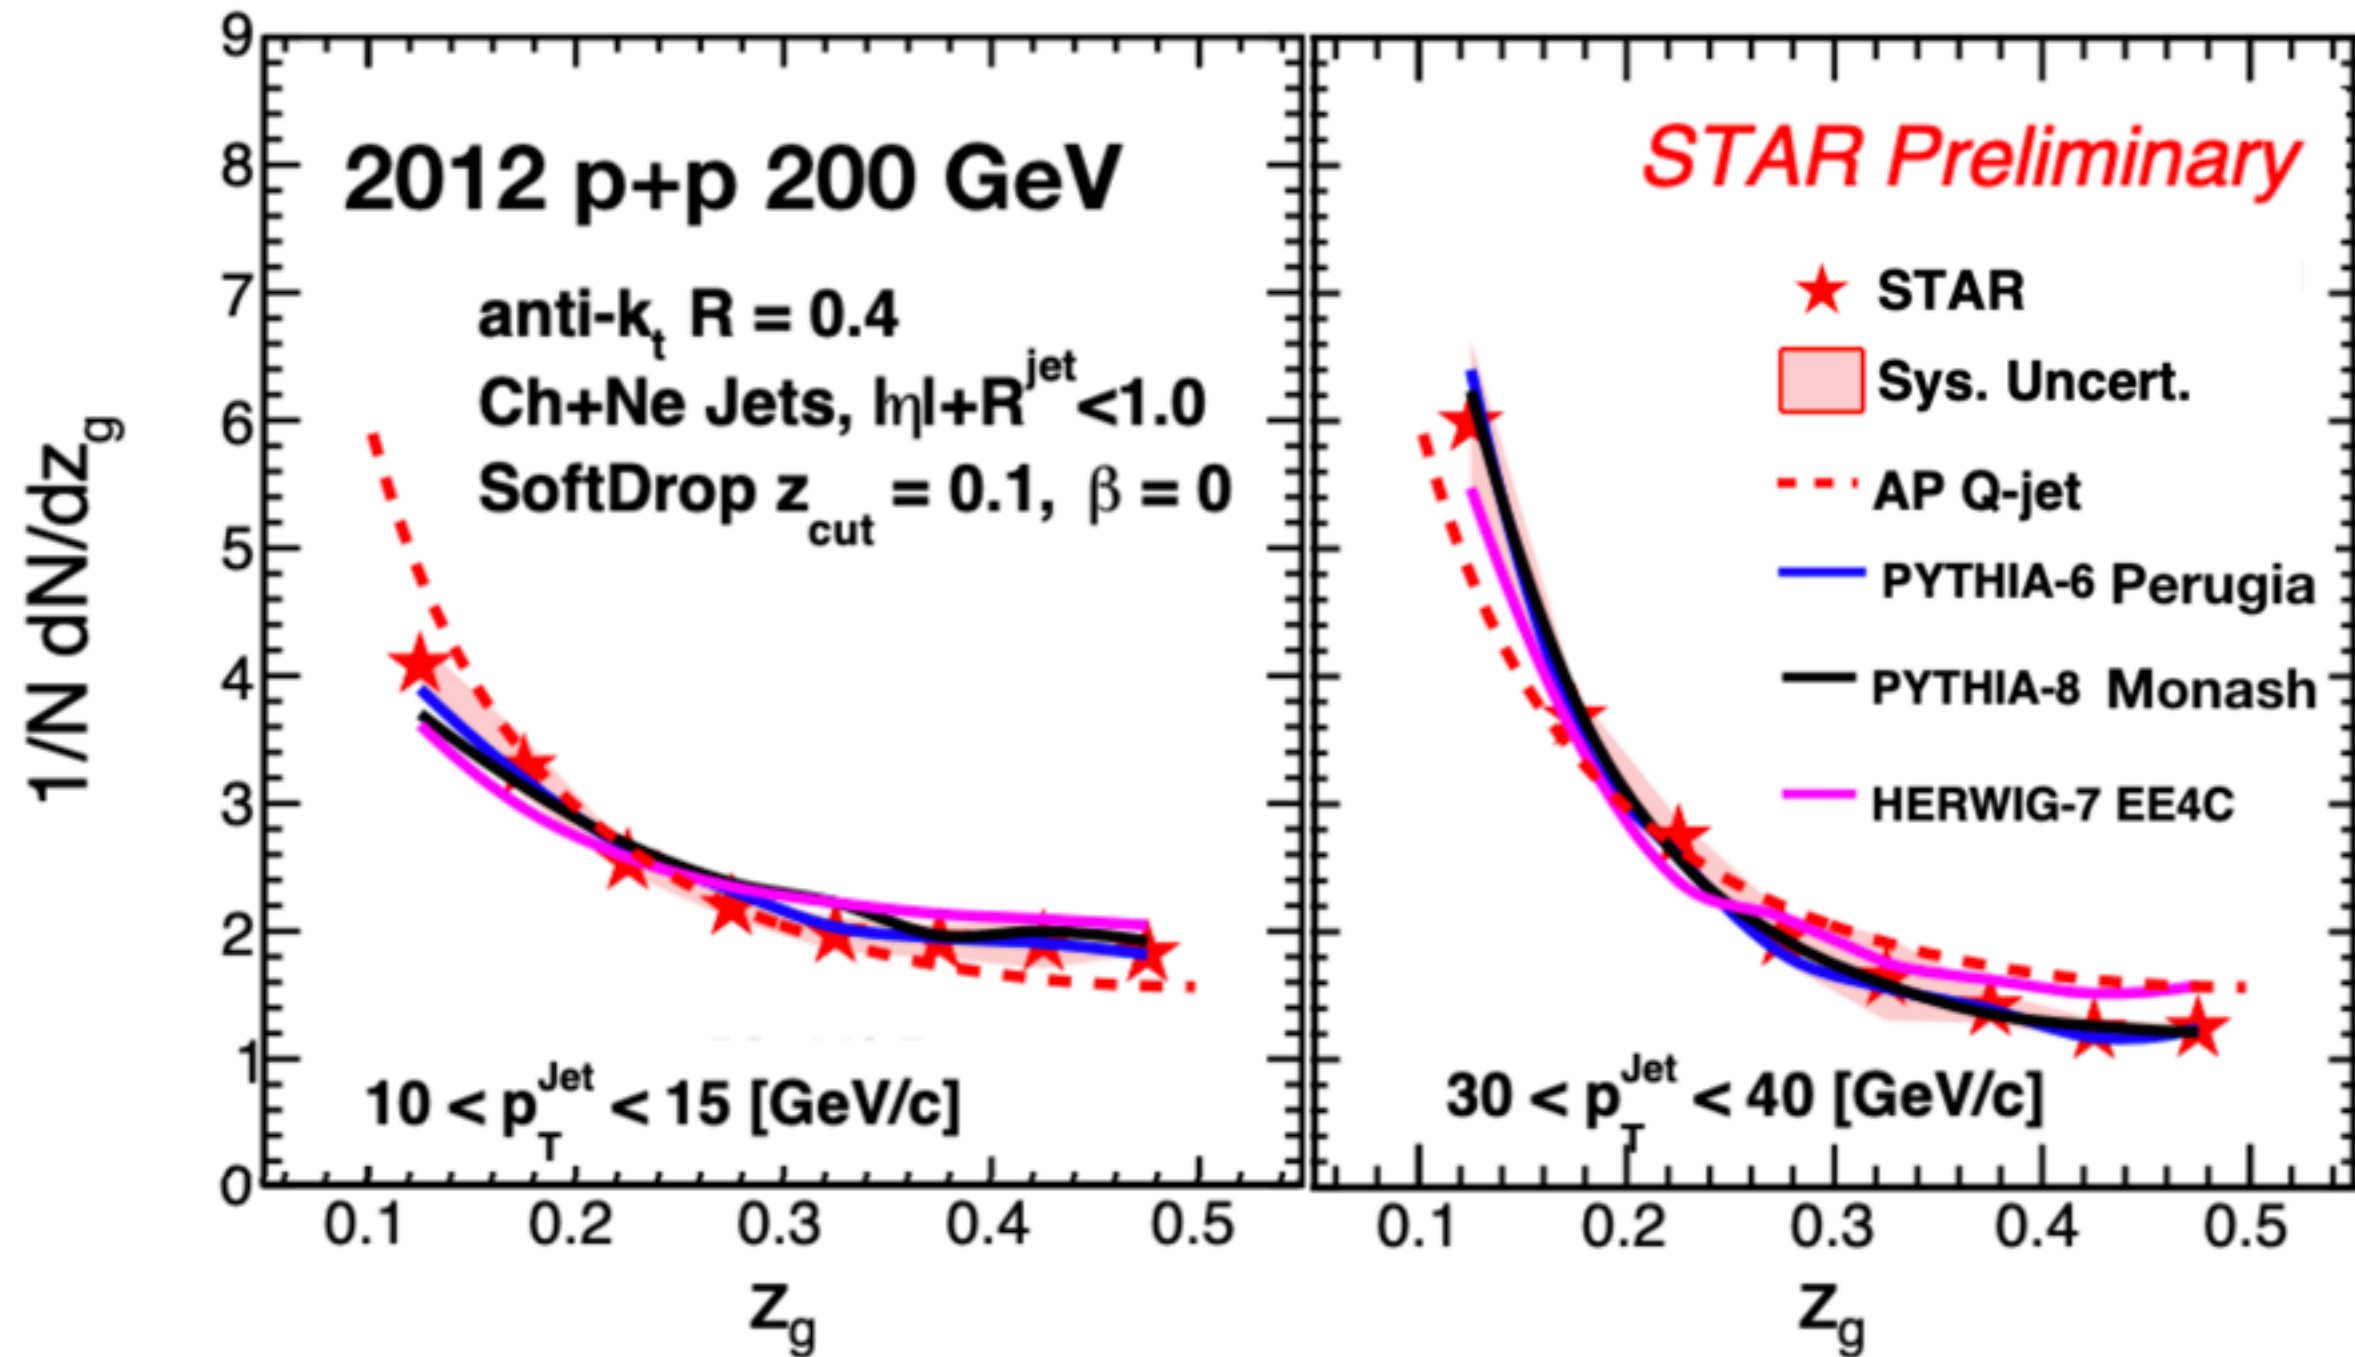 1/N dN/dz_g
9
8
7
6
5
4
3
2
1
0
2012 p+p 200 GeV
anti-k_t R = 0.4
Ch+Ne Jets, |η|+R^jet <1.0
SoftDrop z_cut = 0.1, β = 0
10 < p_T^Jet < 15 [GeV/c]
0.1 0.2 0.3 0.4 0.5
z_g
STAR Preliminary
STAR
Sys. Uncert.
AP Q-jet
PYTHIA-6 Perugia
PYTHIA-8 Monash
HERWIG-7 EE4C
30 < p_T^Jet < 40 [GeV/c]
0.1 0.2 0.3 0.4 0.5
z_g